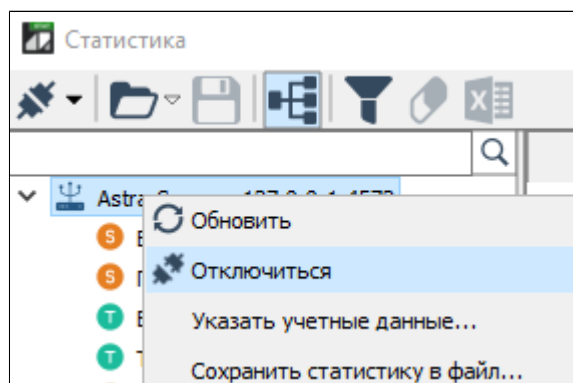 Статистика
Astra
Обновить
S
Отключиться
S
T
Указать учетные данные...
T
Сохранить статистику в файл...